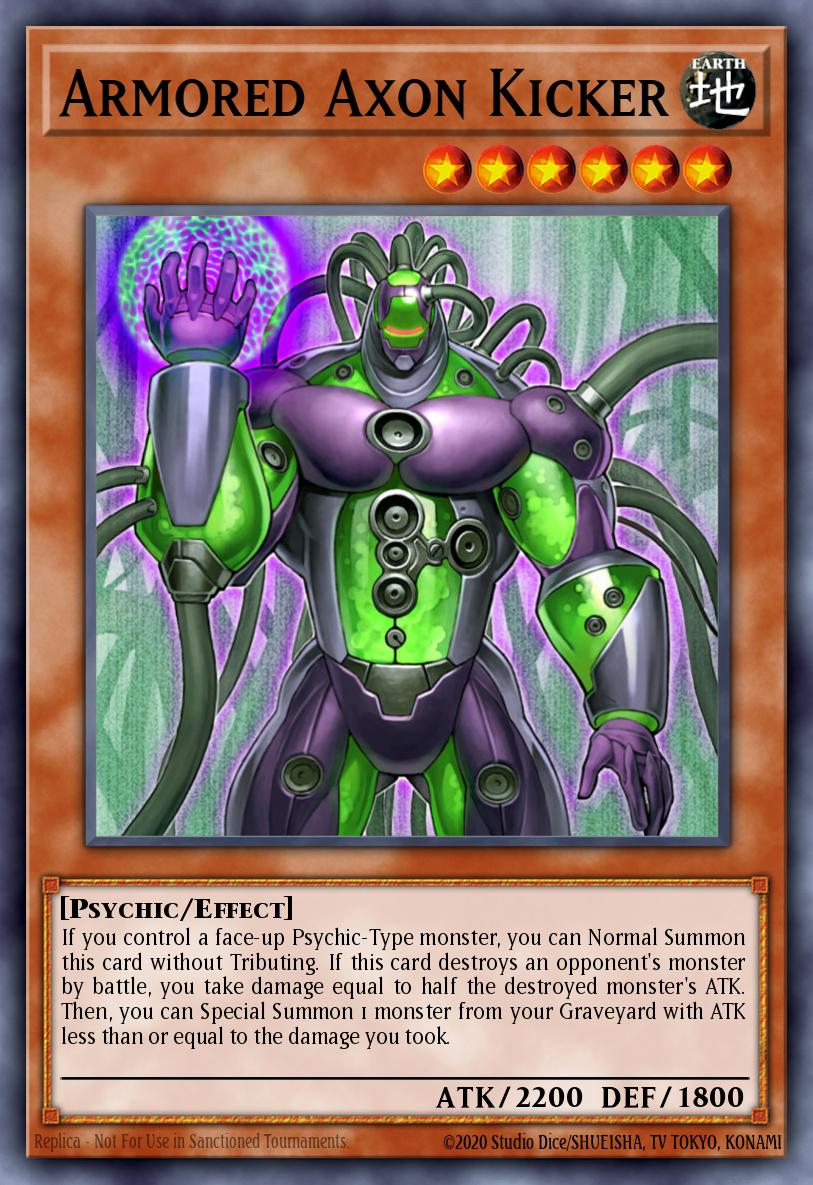 Armored Axon Kicker
EARTH
地
[Psychic/Effect]
If you control a face-up Psychic-Type monster, you can Normal Summon
this card without Tributing. If this card destroys an opponent's monster
by battle, you take damage equal to half the destroyed monster's ATK.
Then, you can Special Summon 1 monster from your Graveyard with ATK
less than or equal to the damage you took.
ATK/2200 DEF/1800
Replica - Not For Use in Sanctioned Tournaments.
©2020 Studio Dice/SHUEISHA, TV TOKYO, KONAMI